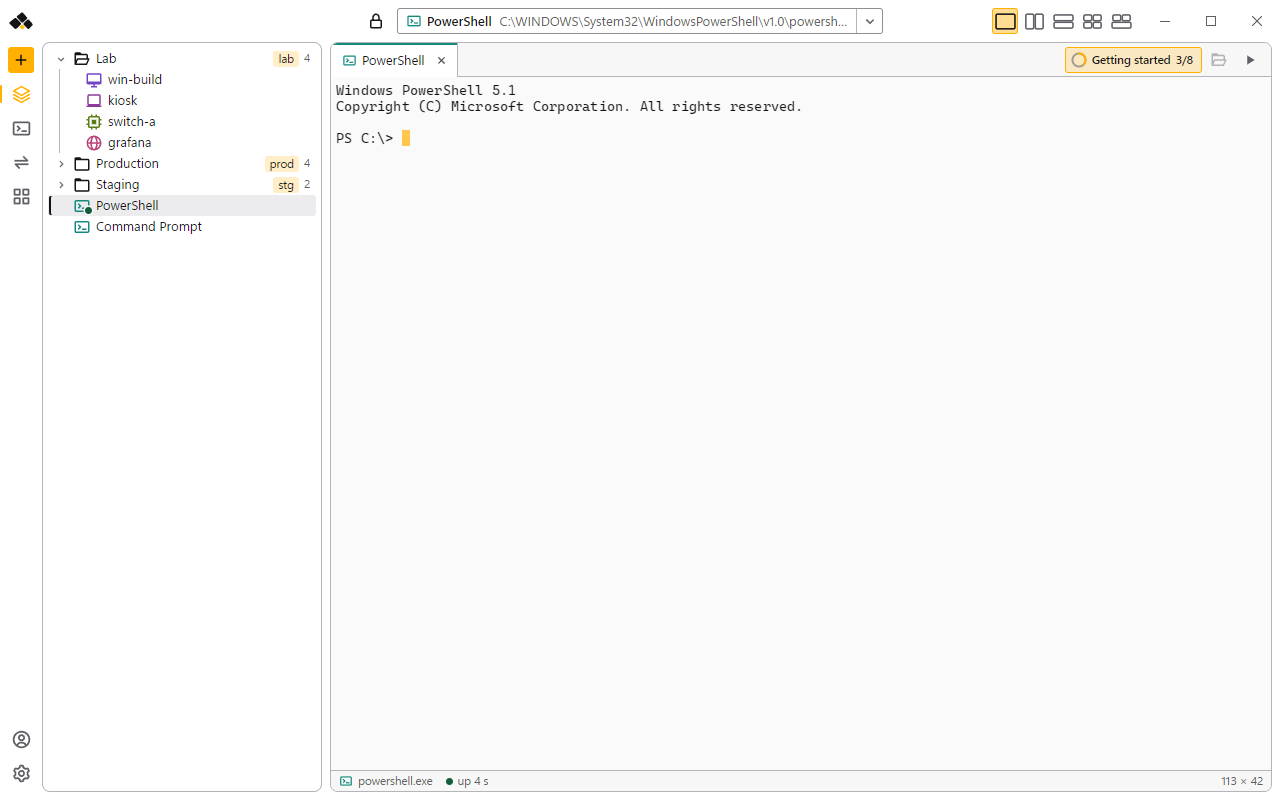 PowerShell C:\WINDOWS\System32\WindowsPowerShell\v1.0\powersh...
Lab lab 4
win-build
kiosk
switch-a
grafana
Production prod 4
Staging stg 2
PowerShell
Command Prompt
PowerShell
Getting started 3/8
Windows PowerShell 5.1
Copyright (C) Microsoft Corporation. All rights reserved.
PS C:\>
powershell.exe up 4 s
113 × 42